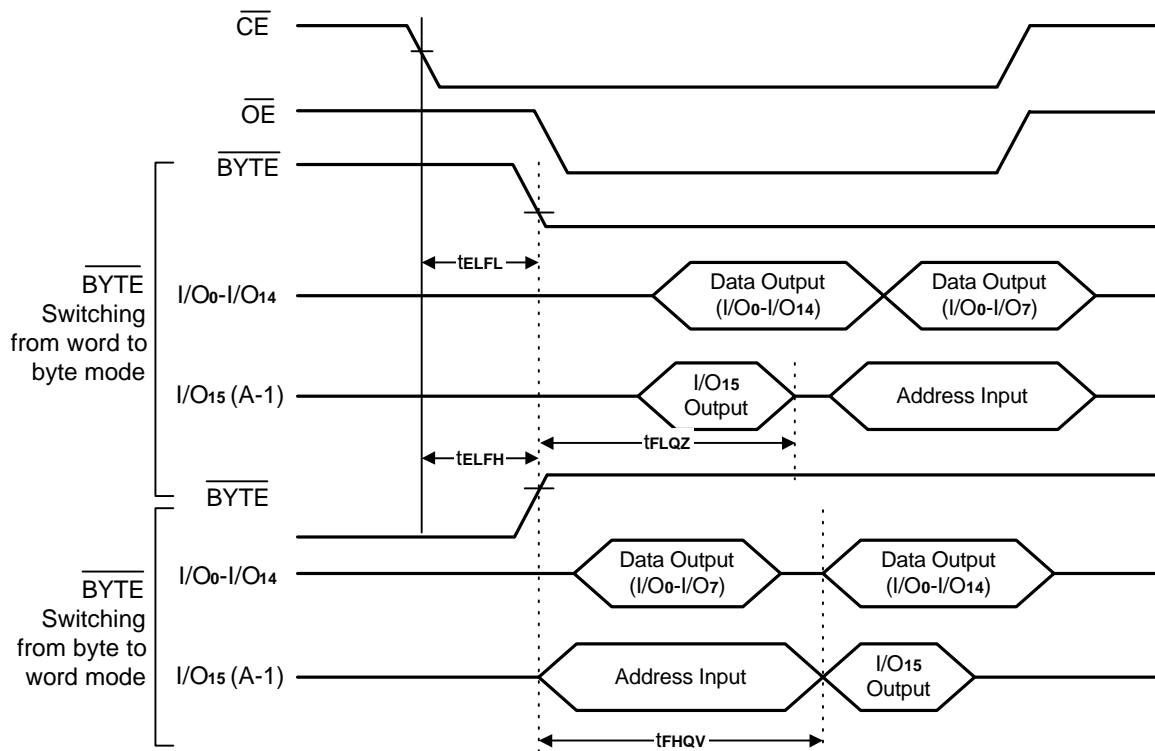 CE
OE
BYTE
tELFL
BYTE
Switching
from word to
byte mode
I/O0-I/O14
Data Output
(I/O0-I/O14)
Data Output
(I/O0-I/O7)
I/O15 (A-1)
I/O15
Output
Address Input
tELFH
tFLQZ
BYTE
BYTE
Switching
from byte to
word mode
I/O0-I/O14
Data Output
(I/O0-I/O7)
Data Output
(I/O0-I/O14)
I/O15 (A-1)
Address Input
I/O15
Output
tFHQV